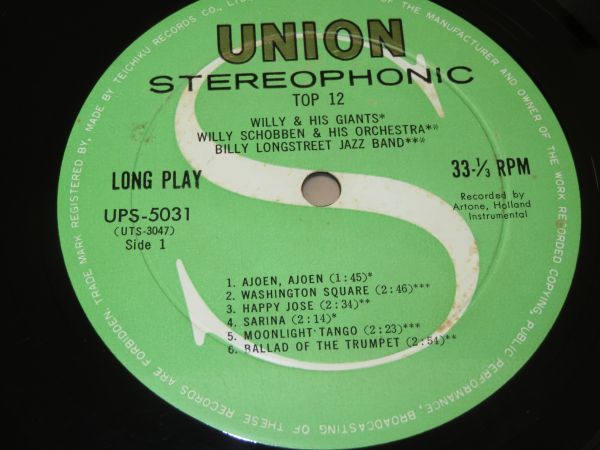 UNION
STEREOPHONIC
TOP 12
WILLY & HIS GIANTS*
WILLY SCHOBBEN & HIS ORCHESTRA**
BILLY LONGSTREET JAZZ BAND***
LONG PLAY
33-⅓ RPM
UPS-5031
(UTS-3047)
Side 1
Recorded by
Artone, Holland
Instrumental
1. AJOEN, AJOEN (1:45)*
2. WASHINGTON SQUARE (2:46)***
3. HAPPY JOSE (2:34)**
4. SARINA (2:14)*
5. MOONLIGHT TANGO (2:23)***
6. BALLAD OF THE TRUMPET (2:54)**
TRADE MARK REGISTERED BY, MADE BY TEICHIKU RECORDS CO., LTD.
OF THE MANUFACTURER AND OWNER OF THE WORK RECORDED COPYING, PUBLIC PERFORMANCE, BROADCASTING OF THESE RECORDS ARE FORBIDDEN.